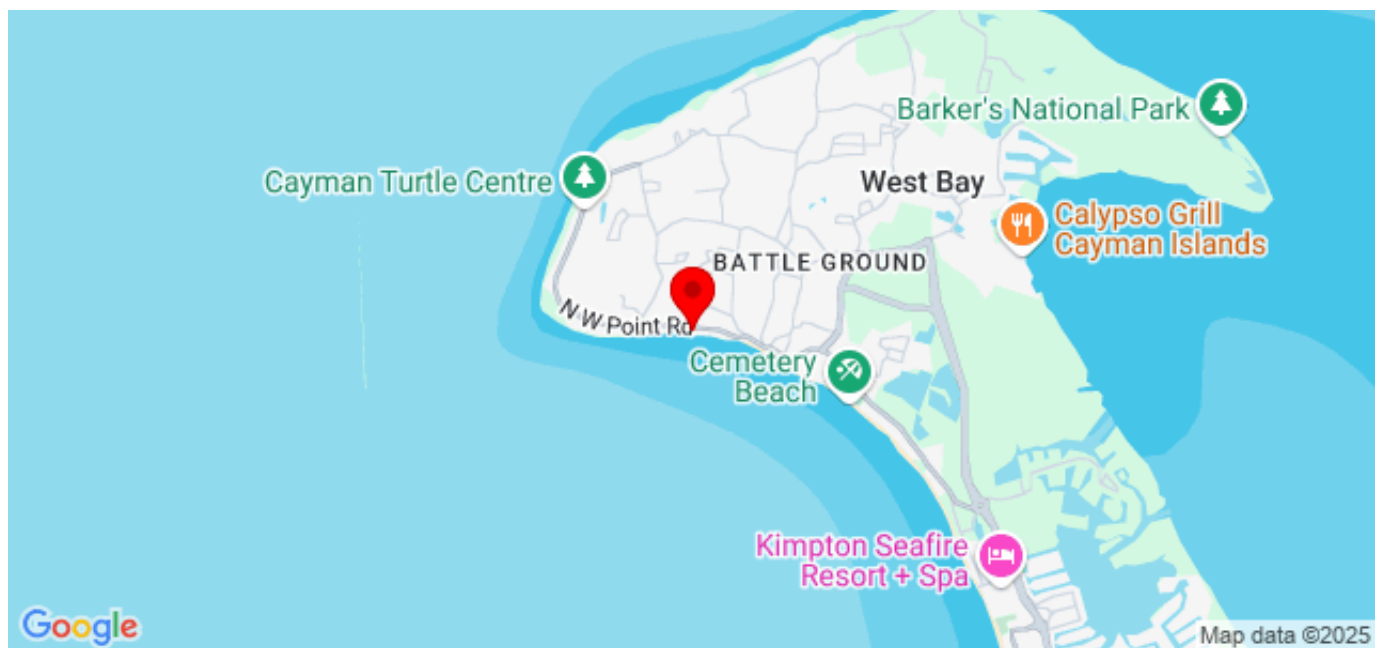 Barker's National Park
Cayman Turtle Centre
West Bay
Calypso Grill
Cayman Islands
BATTLE GROUND
N W Point Rd
Cemetery
Beach
Kimpton Seafire
Resort + Spa
Google
Map data ©2025